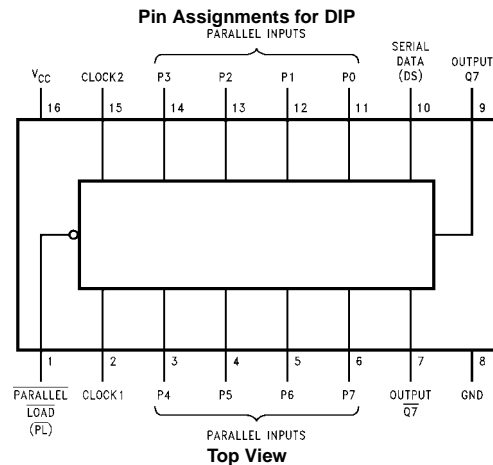 Pin Assignments for DIP
PARALLEL INPUTS
SERIAL
DATA
(DS)
OUTPUT
Q7
VCC CLOCK2 P3 P2 P1 P0
16 15 14 13 12 11 10 9
1 2 3 4 5 6 7 8
PARALLEL
LOAD
(PL)
CLOCK1 P4 P5 P6 P7 OUTPUT GND
Q7
PARALLEL INPUTS
Top View